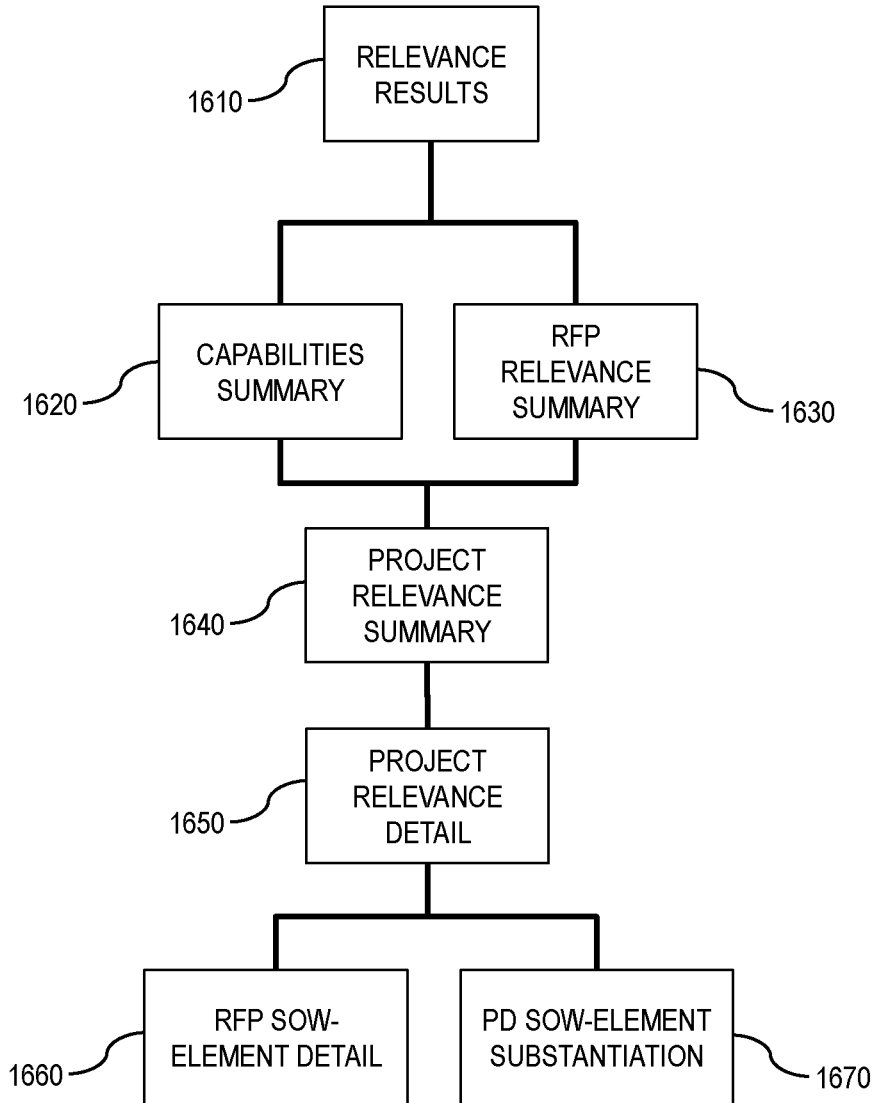 RELEVANCE
RESULTS
1610
CAPABILITIES
SUMMARY
1620
RFP
RELEVANCE
SUMMARY
1630
PROJECT
RELEVANCE
SUMMARY
1640
PROJECT
RELEVANCE
DETAIL
1650
RFP SOW-
ELEMENT DETAIL
1660
PD SOW-ELEMENT
SUBSTANTIATION
1670